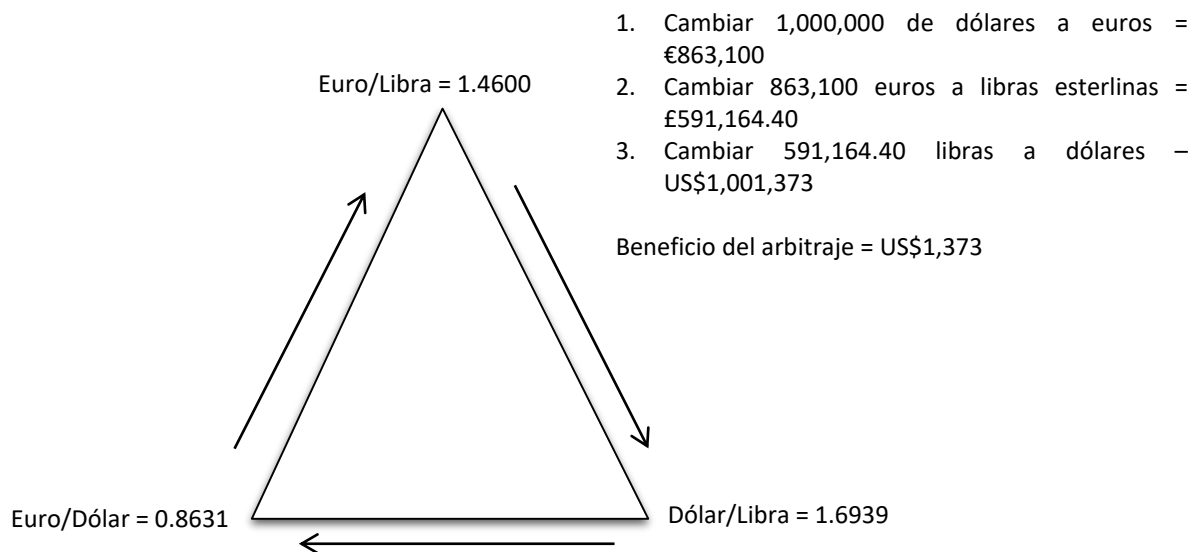 1. Cambiar 1,000,000 de dólares a euros =
€863,100
2. Cambiar 863,100 euros a libras esterlinas =
£591,164.40
3. Cambiar 591,164.40 libras a dólares –
US$1,001,373
Beneficio del arbitraje = US$1,373
Euro/Libra = 1.4600
Euro/Dólar = 0.8631
Dólar/Libra = 1.6939